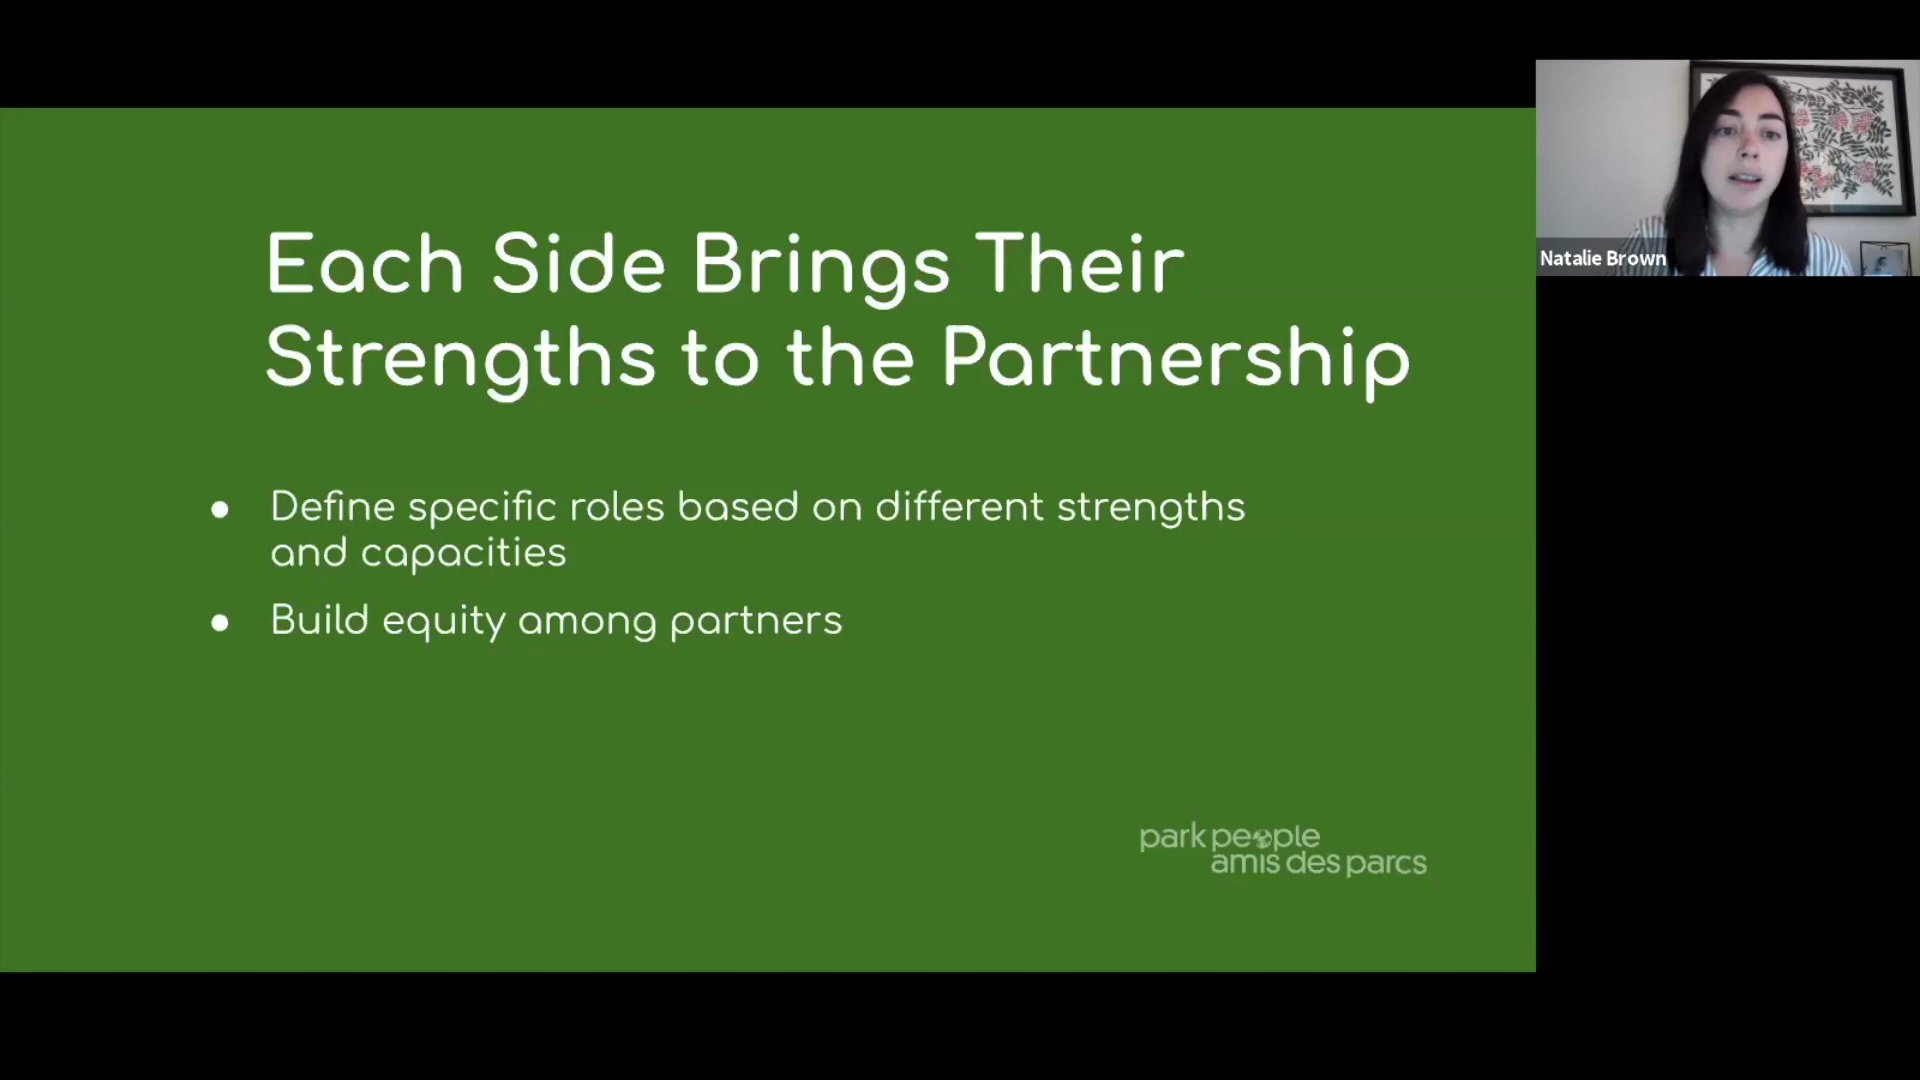 Each Side Brings Their
Strengths to the Partnership
● Define specific roles based on different strengths
and capacities
● Build equity among partners
park people
amis des parcs
Natalie Brown